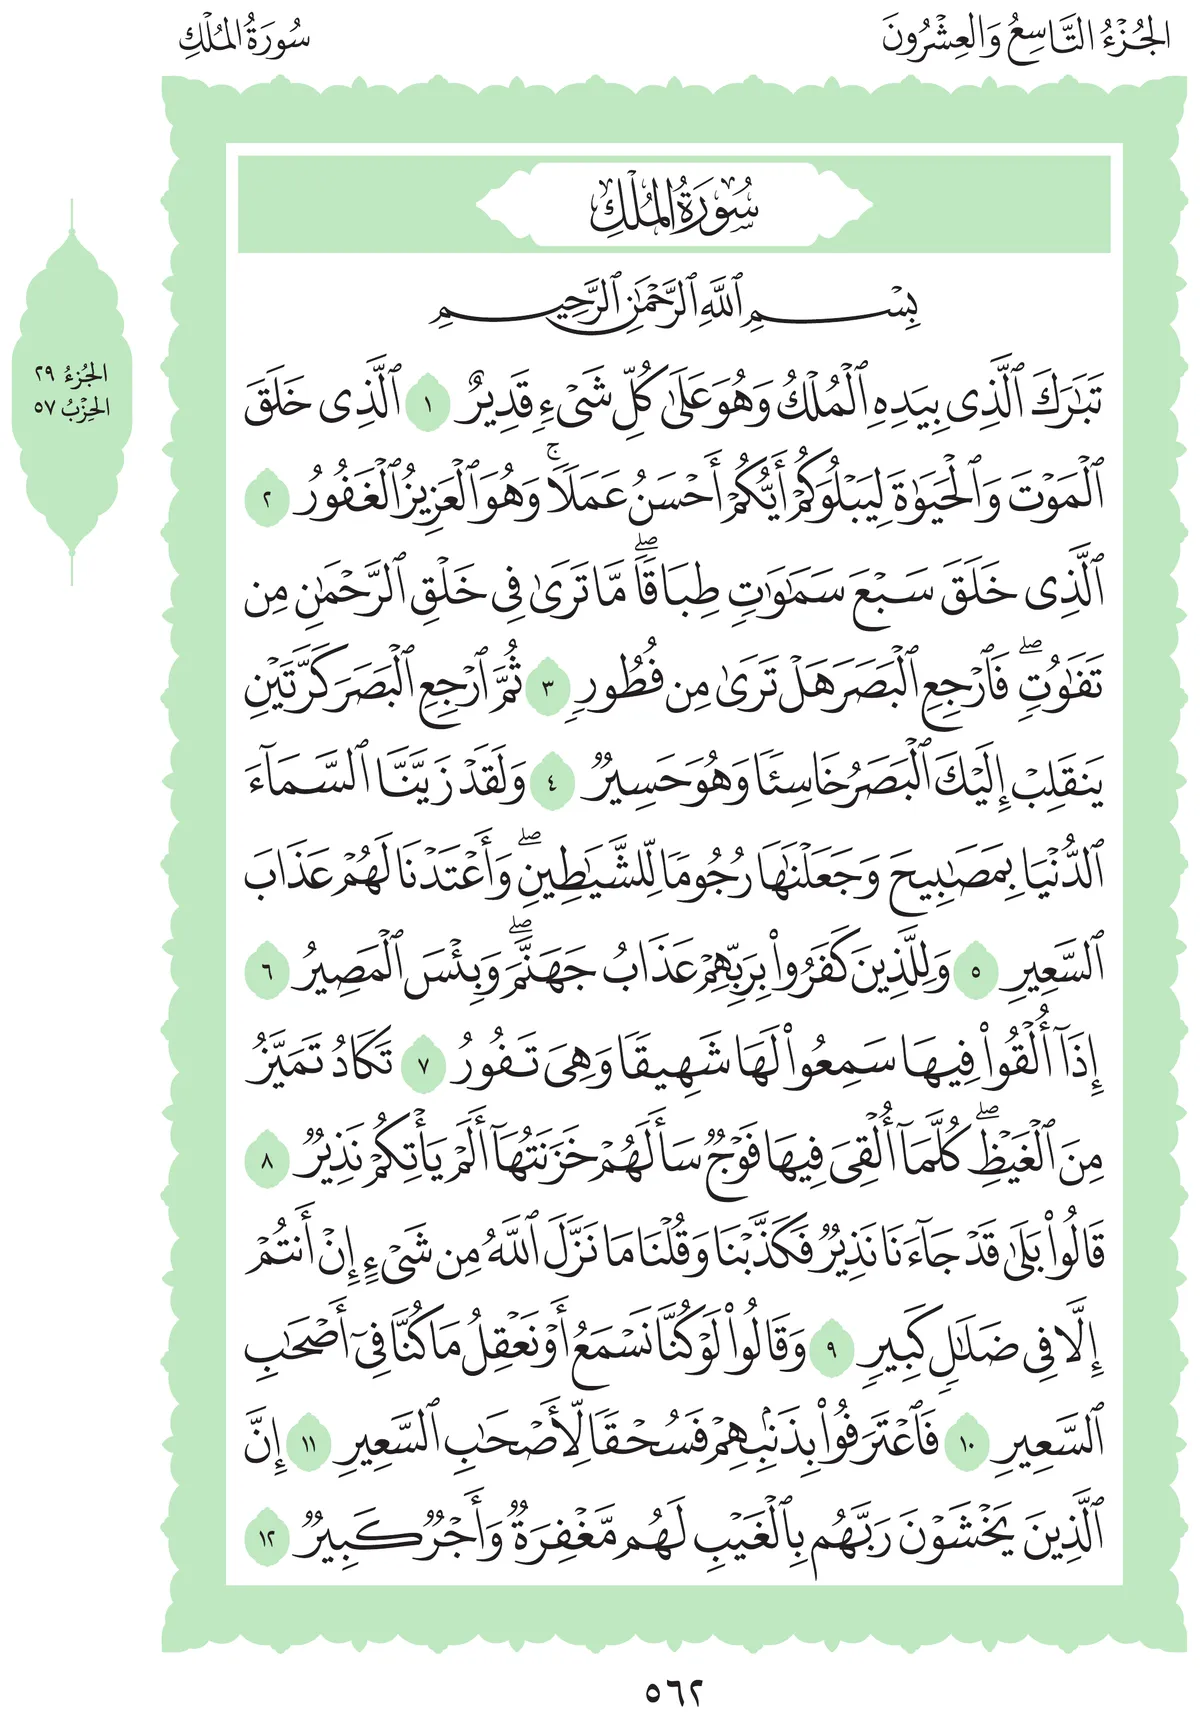 الجُزْءُ التَّاسِعُ وَالعِشْرُونَ
سُورَةُ المُلْكِ
الجُزءُ ٢٩
الحِزْبُ ٥٧
سُورَةُ المُلْكِ
بِسْمِ ٱللَّهِ ٱلرَّحْمَٰنِ ٱلرَّحِيمِ
تَبَٰرَكَ ٱلَّذِى بِيَدِهِ ٱلْمُلْكُ وَهُوَ عَلَىٰ كُلِّ شَىْءٍ قَدِيرٌ ١ ٱلَّذِى خَلَقَ
ٱلْمَوْتَ وَٱلْحَيَوٰةَ لِيَبْلُوَكُمْ أَيُّكُمْ أَحْسَنُ عَمَلًاۚ وَهُوَ ٱلْعَزِيزُ ٱلْغَفُورُ ٢
ٱلَّذِى خَلَقَ سَبْعَ سَمَٰوَٰتٍ طِبَاقًاۖ مَّا تَرَىٰ فِى خَلْقِ ٱلرَّحْمَٰنِ مِن
تَفَٰوُتٍۖ فَٱرْجِعِ ٱلْبَصَرَ هَلْ تَرَىٰ مِن فُطُورٍ ٣ ثُمَّ ٱرْجِعِ ٱلْبَصَرَ كَرَّتَيْنِ
يَنقَلِبْ إِلَيْكَ ٱلْبَصَرُ خَاسِئًا وَهُوَ حَسِيرٌ ٤ وَلَقَدْ زَيَّنَّا ٱلسَّمَآءَ
ٱلدُّنْيَا بِمَصَٰبِيحَ وَجَعَلْنَٰهَا رُجُومًا لِّلشَّيَٰطِينِۖ وَأَعْتَدْنَا لَهُمْ عَذَابَ
ٱلسَّعِيرِ ٥ وَلِلَّذِينَ كَفَرُوا۟ بِرَبِّهِمْ عَذَابُ جَهَنَّمَۖ وَبِئْسَ ٱلْمَصِيرُ ٦
إِذَآ أُلْقُوا۟ فِيهَا سَمِعُوا۟ لَهَا شَهِيقًا وَهِىَ تَفُورُ ٧ تَكَادُ تَمَيَّزُ
مِنَ ٱلْغَيْظِۖ كُلَّمَآ أُلْقِىَ فِيهَا فَوْجٌ سَأَلَهُمْ خَزَنَتُهَآ أَلَمْ يَأْتِكُمْ نَذِيرٌ ٨
قَالُوا۟ بَلَىٰ قَدْ جَآءَنَا نَذِيرٌ فَكَذَّبْنَا وَقُلْنَا مَا نَزَّلَ ٱللَّهُ مِن شَىْءٍ إِنْ أَنتُمْ
إِلَّا فِى ضَلَٰلٍ كَبِيرٍ ٩ وَقَالُوا۟ لَوْ كُنَّا نَسْمَعُ أَوْ نَعْقِلُ مَا كُنَّا فِىٓ أَصْحَٰبِ
ٱلسَّعِيرِ ١٠ فَٱعْتَرَفُوا۟ بِذَنۢبِهِمْ فَسُحْقًا لِّأَصْحَٰبِ ٱلسَّعِيرِ ١١ إِنَّ
ٱلَّذِينَ يَخْشَوْنَ رَبَّهُم بِٱلْغَيْبِ لَهُم مَّغْفِرَةٌ وَأَجْرٌ كَبِيرٌ ١٢
٥٦٢